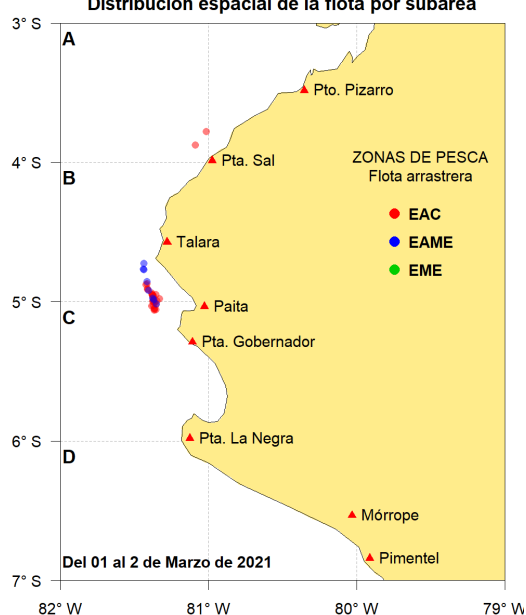 Distribución espacial de la flota por subárea
3° S
A
Pto. Pizarro
4° S
Pta. Sal
ZONAS DE PESCA
B
Flota arrastrera
EAC
Talara
EAME
EME
5° S
Paita
C
Pta. Gobernador
6° S
Pta. La Negra
D
Mórrope
Del 01 al 2 de Marzo de 2021
Pimentel
7° S
82° W
81° W
80° W
79° W